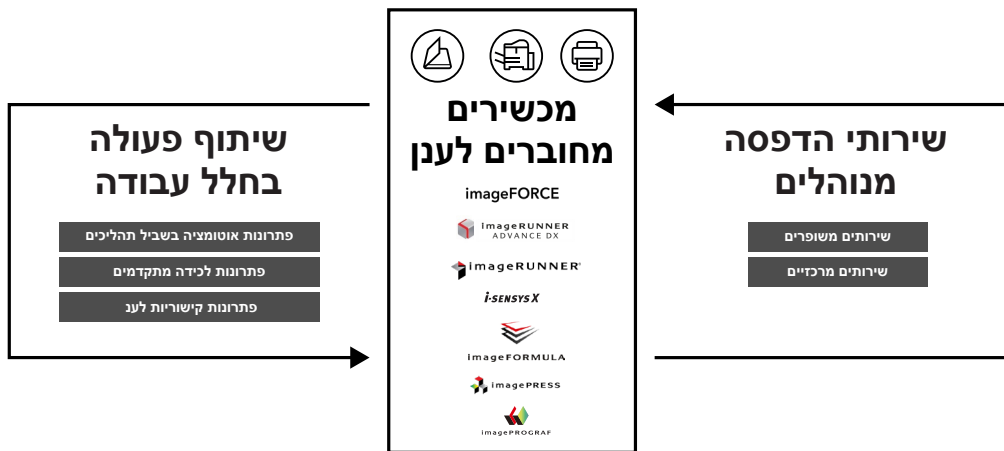 שירותי הדפסה
מנוהלים
שירותים משופרים
שירותים מרכזיים
מכשירים
מחוברים לענן
imageFORCE
imageRUNNER
ADVANCE DX
imageRUNNER®
i-SENSYS X
imageFORMULA
imagePRESS
imagePROGRAF
שיתוף פעולה
בחלל עבודה
פתרונות אוטומציה בשביל תהליכים
פתרונות לכידה מתקדמים
פתרונות קישוריות לענ